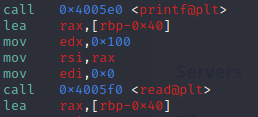 call 0x4005e0 <printf@plt>
lea rax,[rbp-0x40]
mov edx,0x100
mov rsi,rax
mov edi,0x0
Servers
call 0x4005f0 <read@plt>
lea rax,[rbp-0x40]